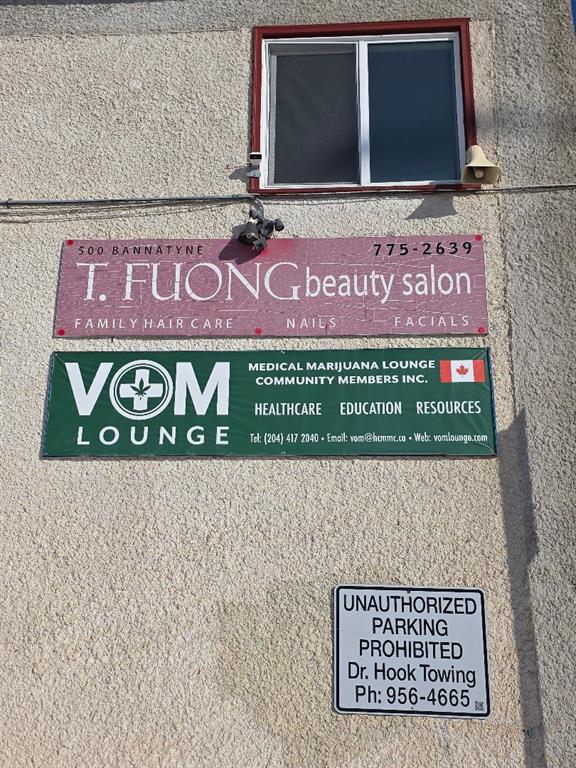 500 BANNATYNE 775-2639
T. FUONG beauty salon
FAMILY HAIR CARE NAILS FACIALS
VOM LOUNGE
MEDICAL MARIJUANA LOUNGE
COMMUNITY MEMBERS INC.
HEALTHCARE EDUCATION RESOURCES
Tel: (204) 417 2040 • Email: vom@hcmmc.ca • Web: vomlounge.com
UNAUTHORIZED
PARKING
PROHIBITED
Dr. Hook Towing
Ph: 956-4665